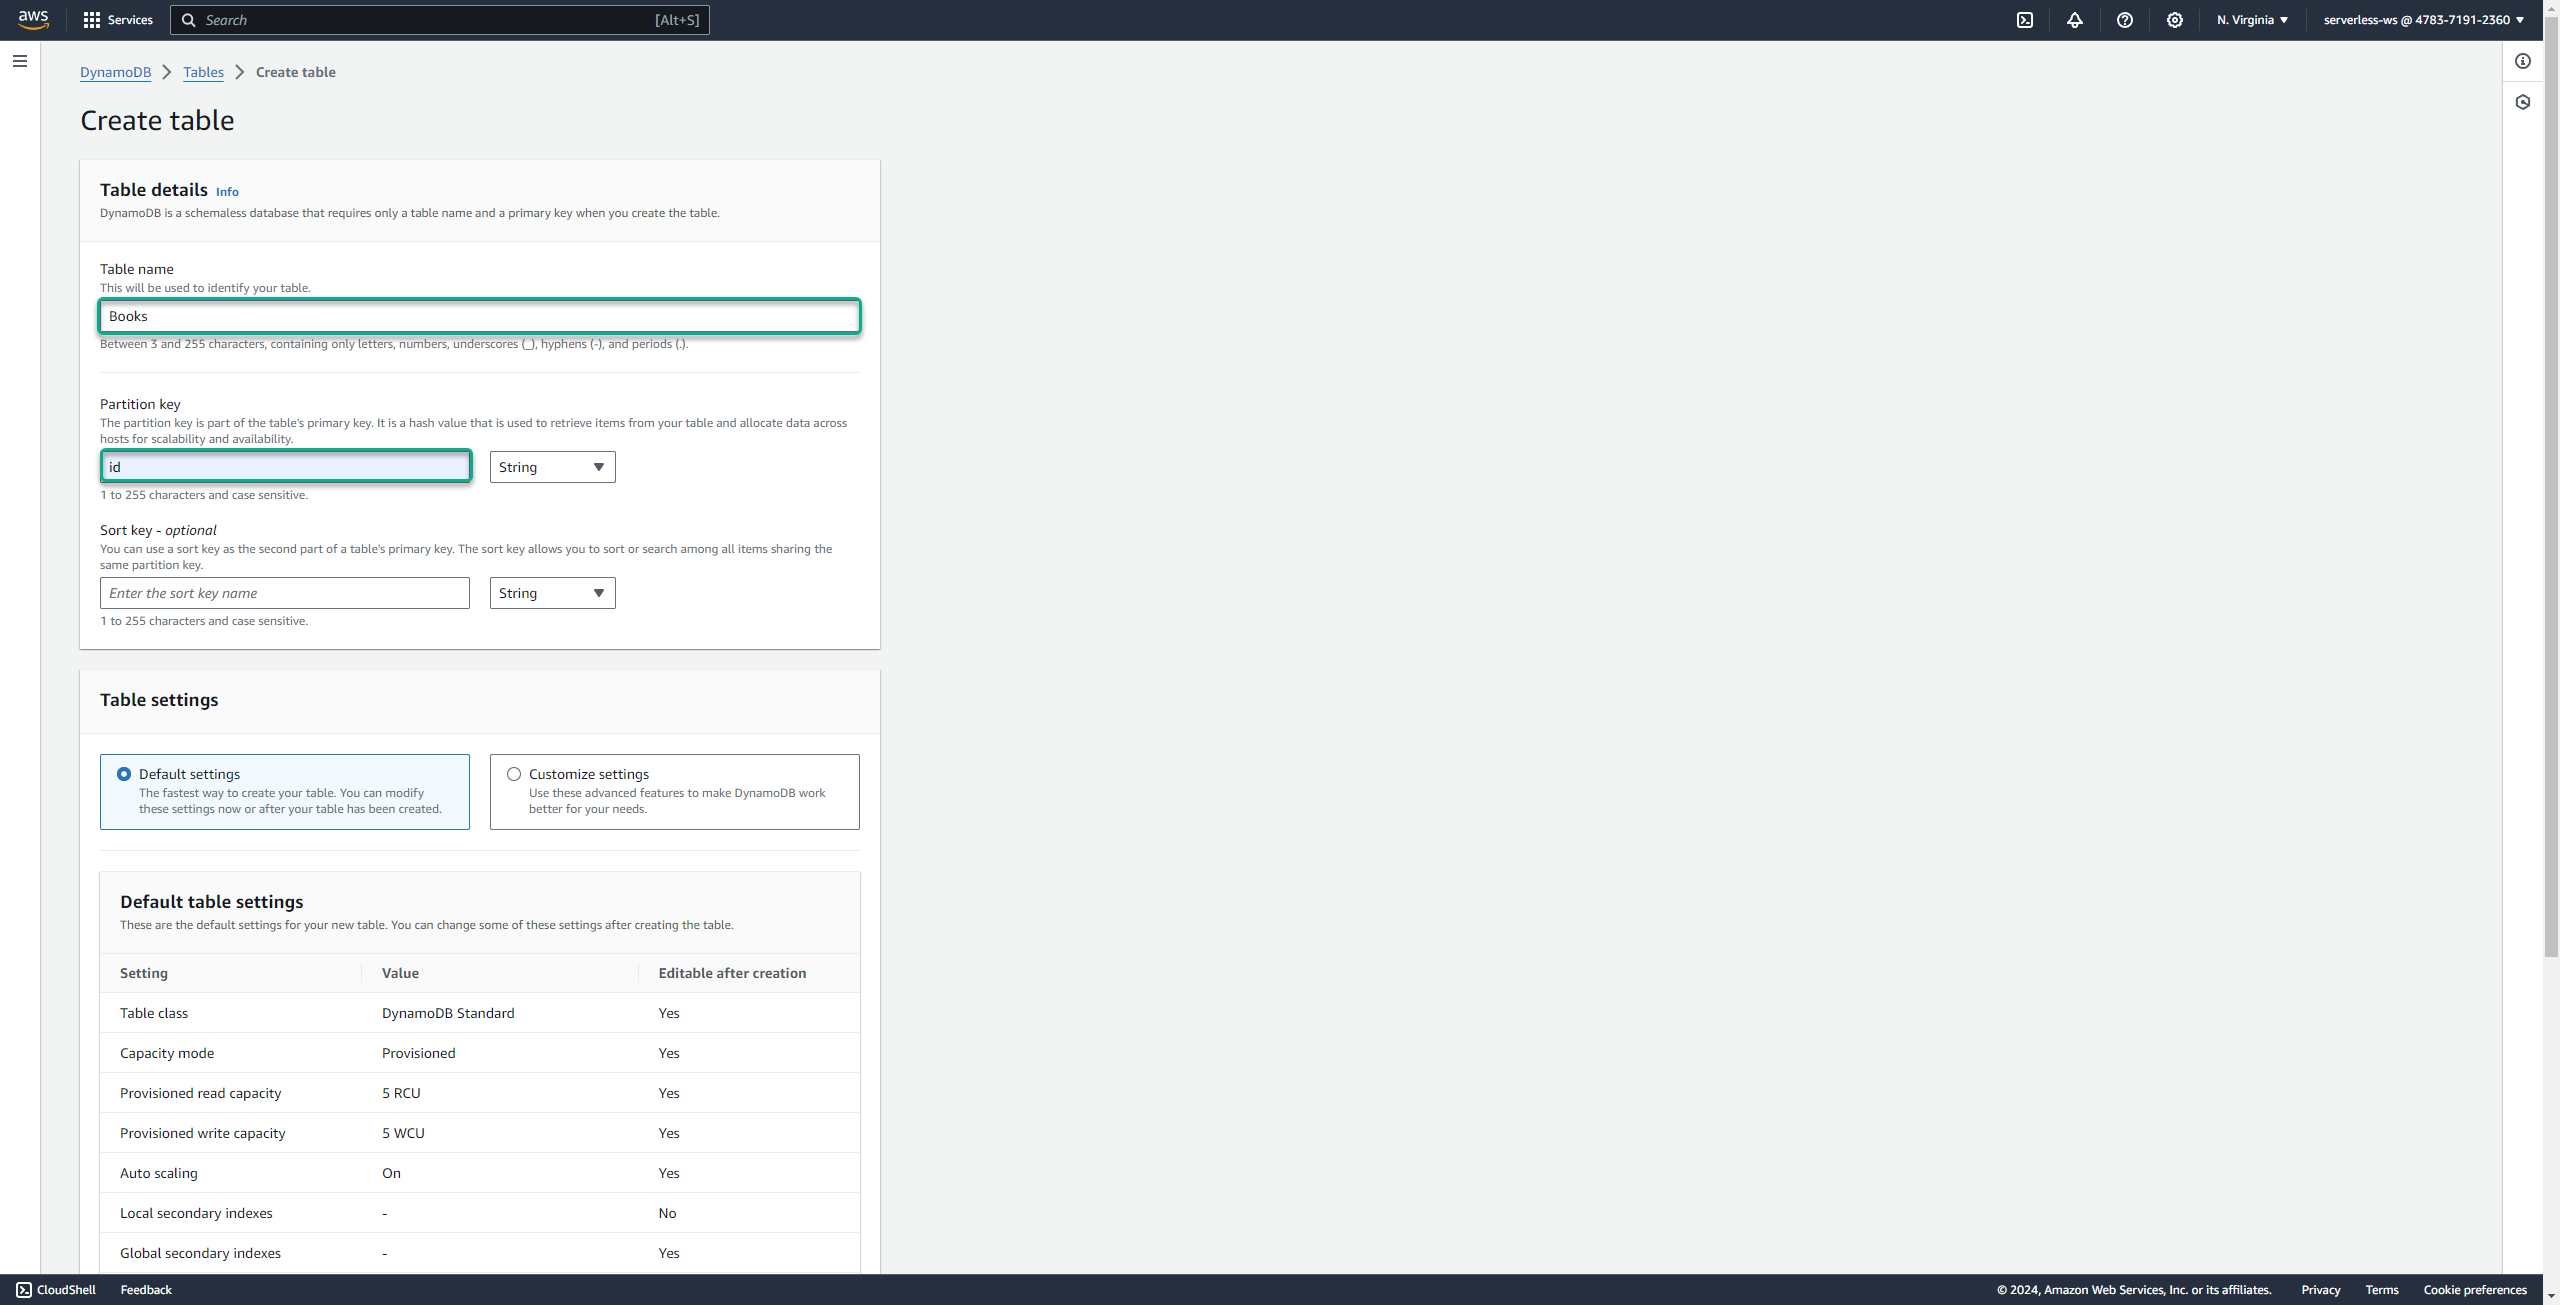 aws
Services
Search
[Alt+S]
N. Virginia
serverless-ws @ 4783-7191-2360
DynamoDB
Tables
Create table
Create table
Table details Info
DynamoDB is a schemaless database that requires only a table name and a primary key when you create the table.
Table name
This will be used to identify your table.
Books
Between 3 and 255 characters, containing only letters, numbers, underscores (_), hyphens (-), and periods (.).
Partition key
The partition key is part of the table's primary key. It is a hash value that is used to retrieve items from your table and allocate data across
hosts for scalability and availability.
id
String
1 to 255 characters and case sensitive.
Sort key - optional
You can use a sort key as the second part of a table's primary key. The sort key allows you to sort or search among all items sharing the
same partition key.
Enter the sort key name
String
1 to 255 characters and case sensitive.
Table settings
Default settings
The fastest way to create your table. You can modify
these settings now or after your table has been created.
Customize settings
Use these advanced features to make DynamoDB work
better for your needs.
Default table settings
These are the default settings for your new table. You can change some of these settings after creating the table.
Setting Value Editable after creation
Table class DynamoDB Standard Yes
Capacity mode Provisioned Yes
Provisioned read capacity 5 RCU Yes
Provisioned write capacity 5 WCU Yes
Auto scaling On Yes
Local secondary indexes - No
Global secondary indexes - Yes
CloudShell
Feedback
© 2024, Amazon Web Services, Inc. or its affiliates.
Privacy
Terms
Cookie preferences